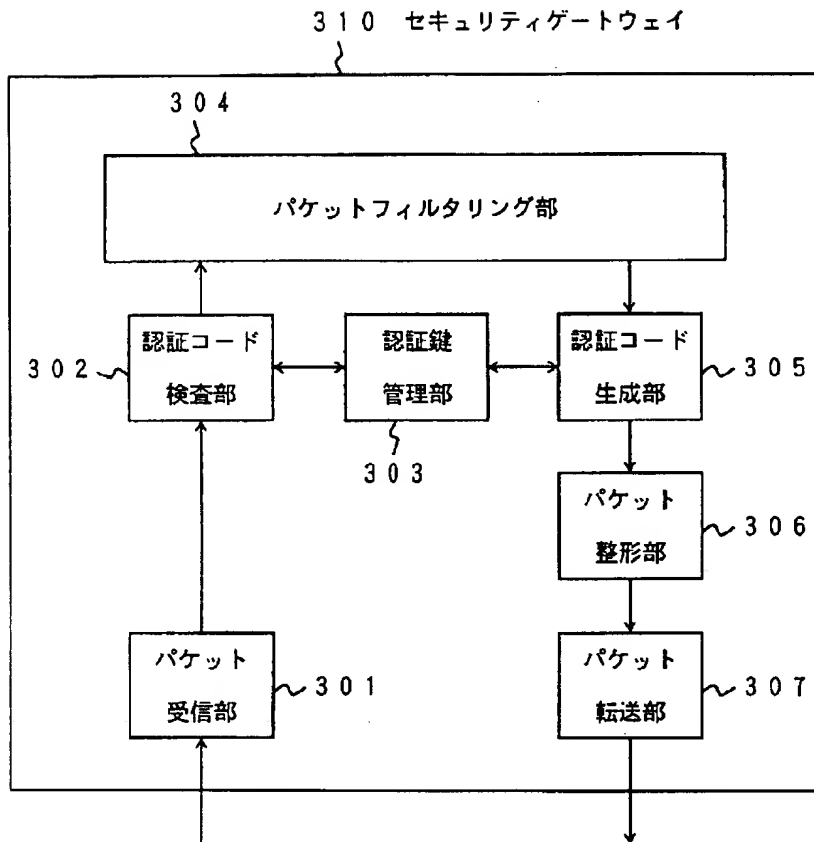 310 セキュリティゲートウェイ
304
パケットフィルタリング部
302
認証コード
検査部
認証鍵
管理部
303
認証コード
生成部
305
パケット
整形部
306
パケット
受信部
301
パケット
転送部
307